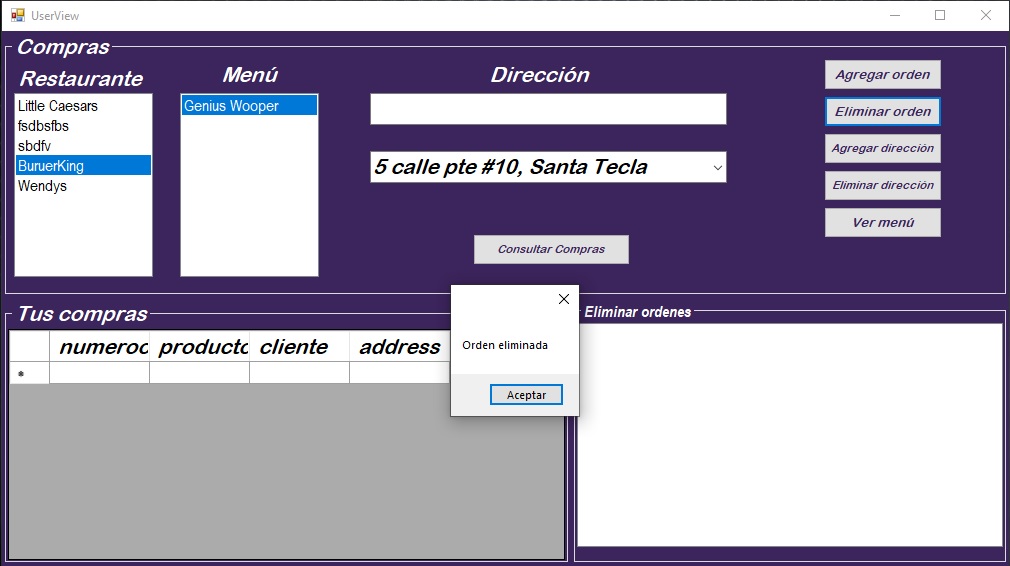 UserView
Compras
Restaurante
Menú
Dirección
Little Caesars
fsdbsfbs
sbdfv
BuruerKing
Wendys
Genius Wooper
5 calle pte #10, Santa Tecla
Consultar Compras
Agregar orden
Eliminar orden
Agregar dirección
Eliminar dirección
Ver menú
Tus compras
numeroc producto cliente address
*
Orden eliminada
Aceptar
Eliminar ordenes